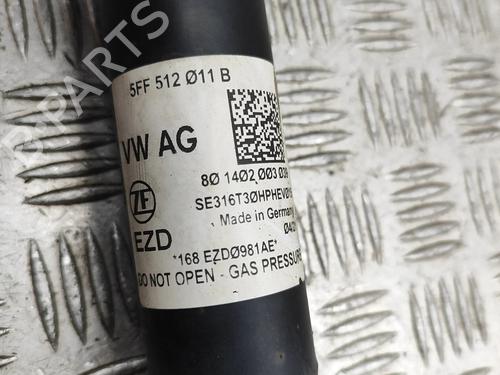 B-PARTS
5FF 512 Ø11 B
VW AG
8Ø 14Ø2 ØØ3
ZF
Made in Germany
EZD
*168 EZDØ981AE*
DO NOT OPEN - GAS PRESSURE